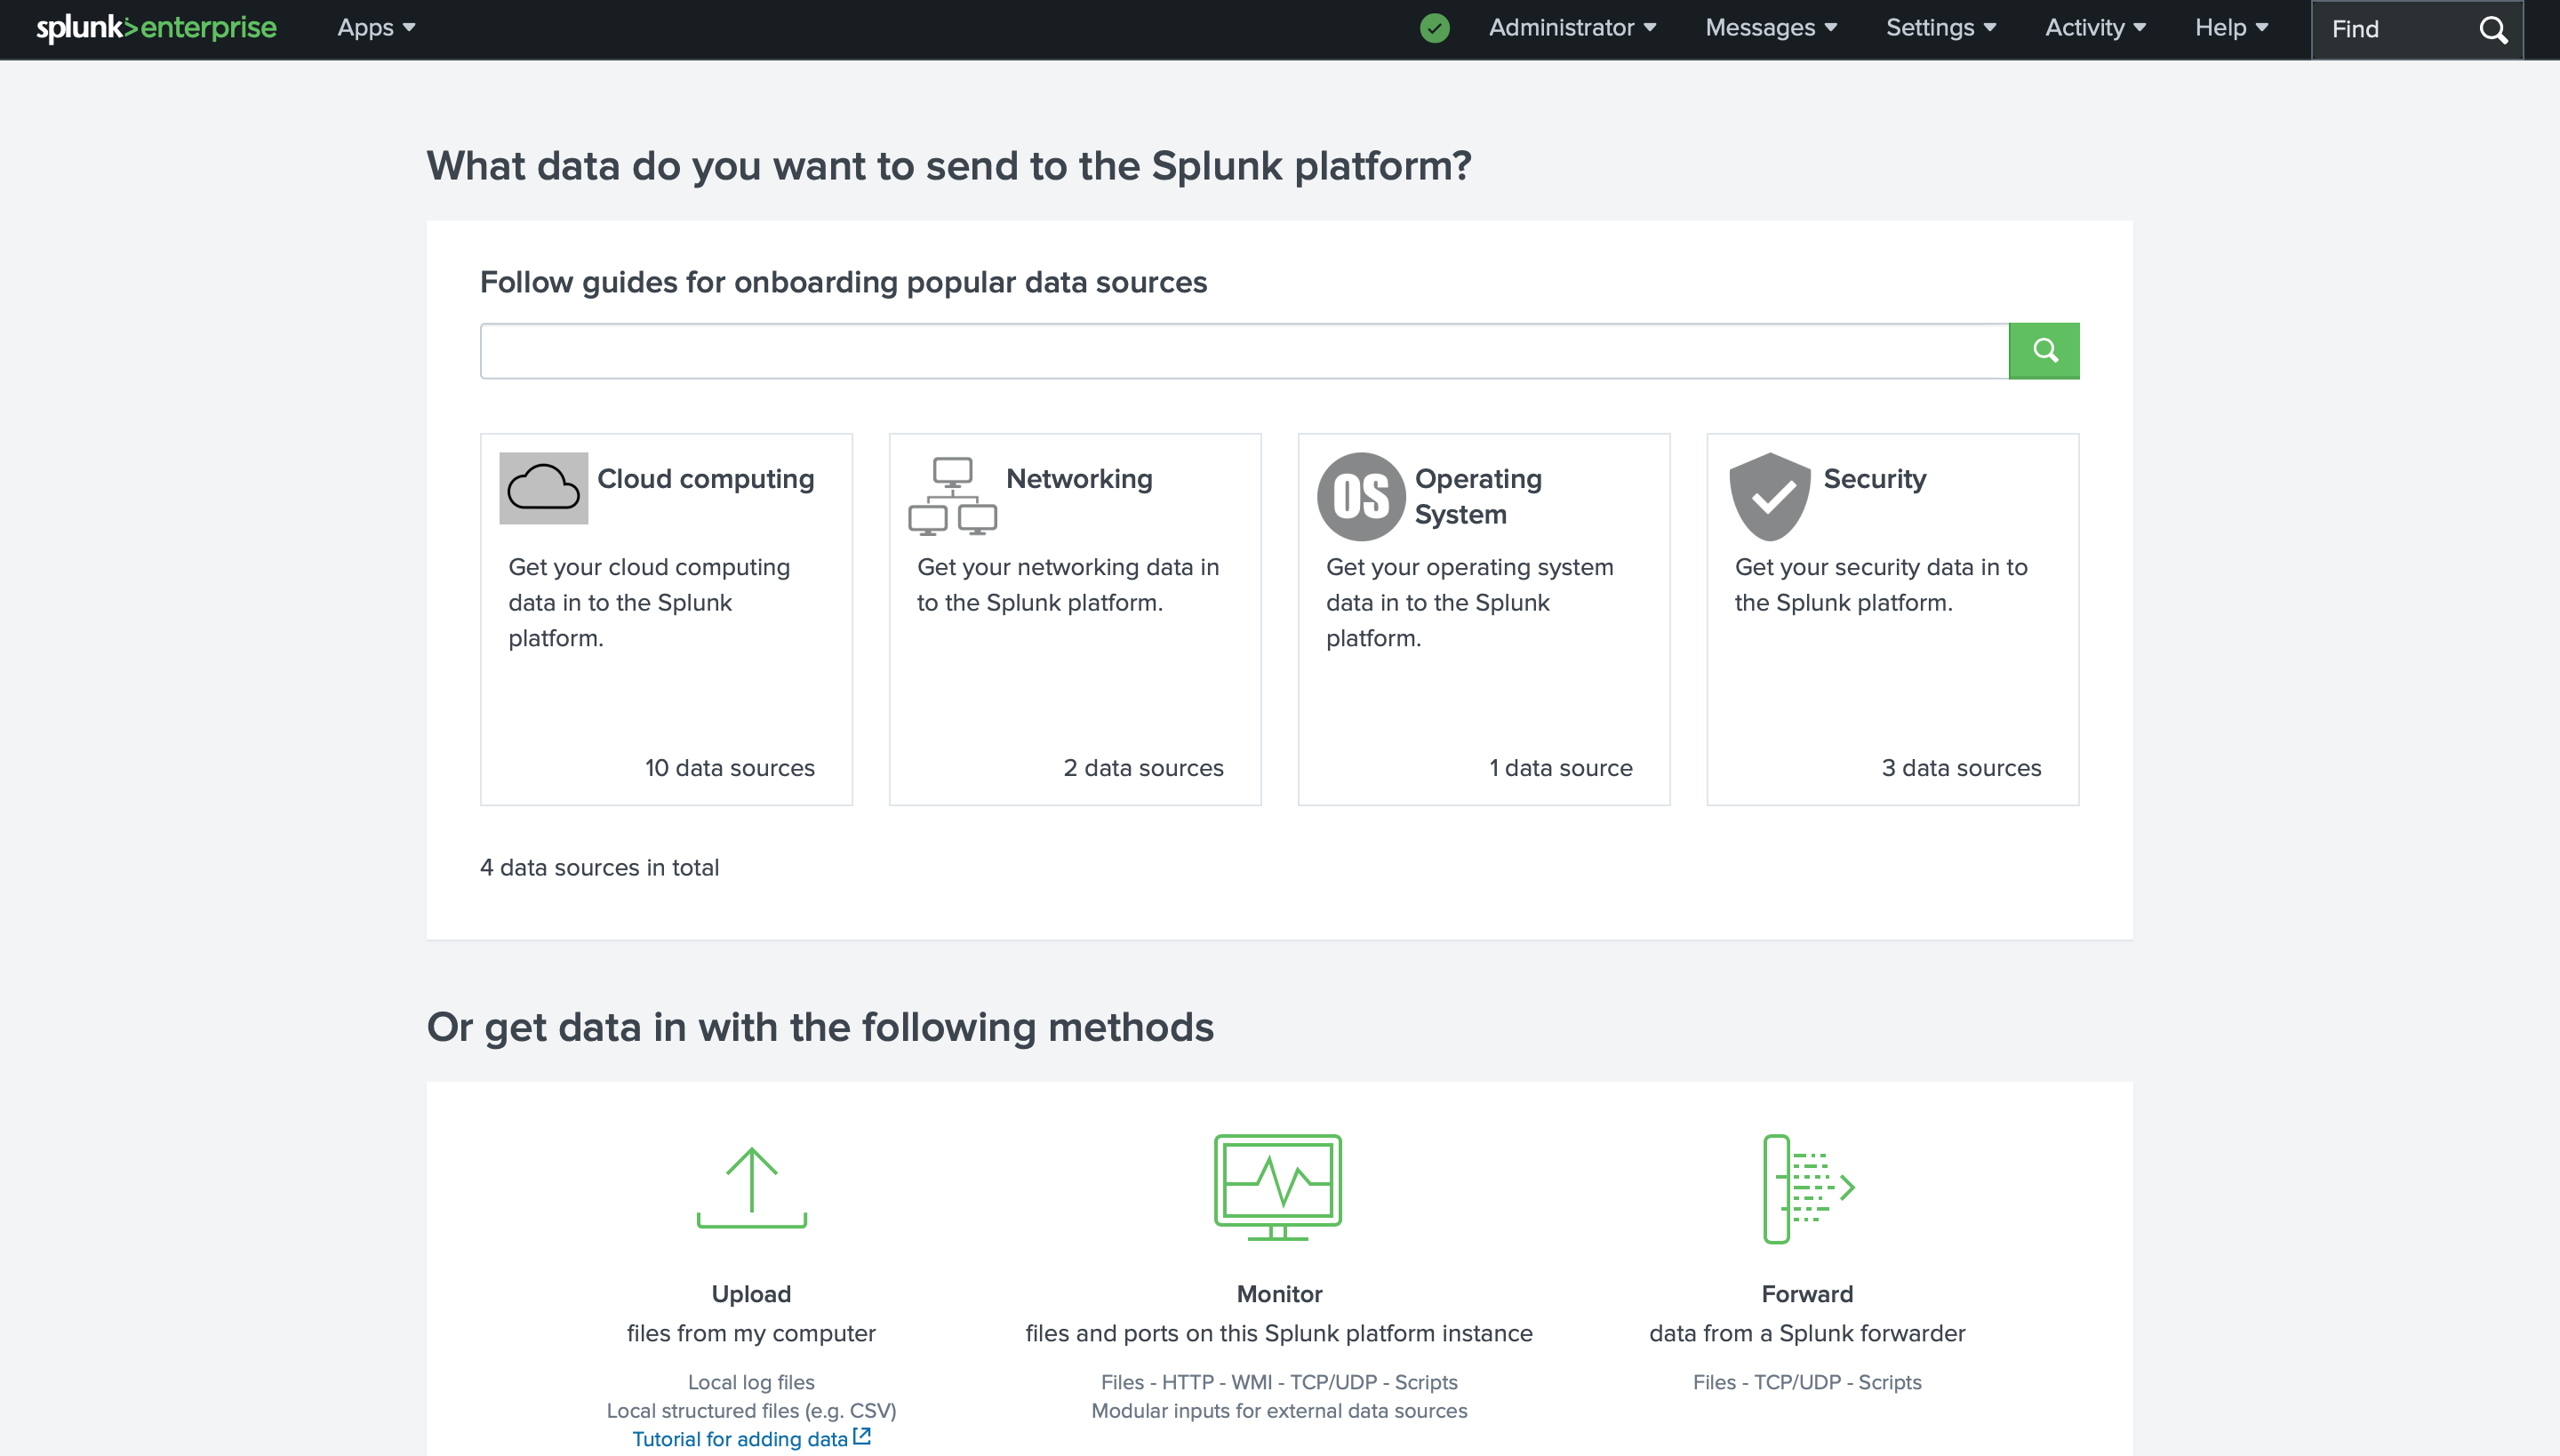 splunk>enterprise Apps Administrator Messages Settings Activity Help Find
What data do you want to send to the Splunk platform?
Follow guides for onboarding popular data sources
Cloud computing
Get your cloud computing
data in to the Splunk
platform.
10 data sources
Networking
Get your networking data in
to the Splunk platform.
2 data sources
OS
Operating
System
Get your operating system
data in to the Splunk
platform.
1 data source
Security
Get your security data in to
the Splunk platform.
3 data sources
4 data sources in total
Or get data in with the following methods
Upload
files from my computer
Local log files
Local structured files (e.g. CSV)
Tutorial for adding data
Monitor
files and ports on this Splunk platform instance
Files - HTTP - WMI - TCP/UDP - Scripts
Modular inputs for external data sources
Forward
data from a Splunk forwarder
Files - TCP/UDP - Scripts